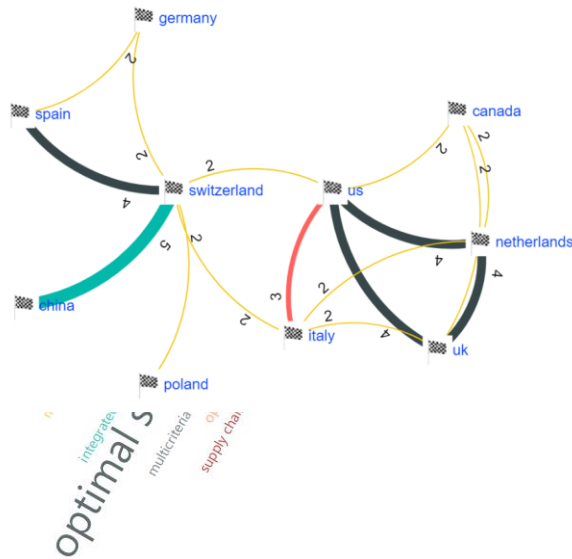 germany
2
spain
canada
2
2
2
2
2
4
switzerland
us
5
2
netherlands
4
4
2
china
3
2
2
2
italy
4
uk
poland
integrated
multicriteria
supply
optimal